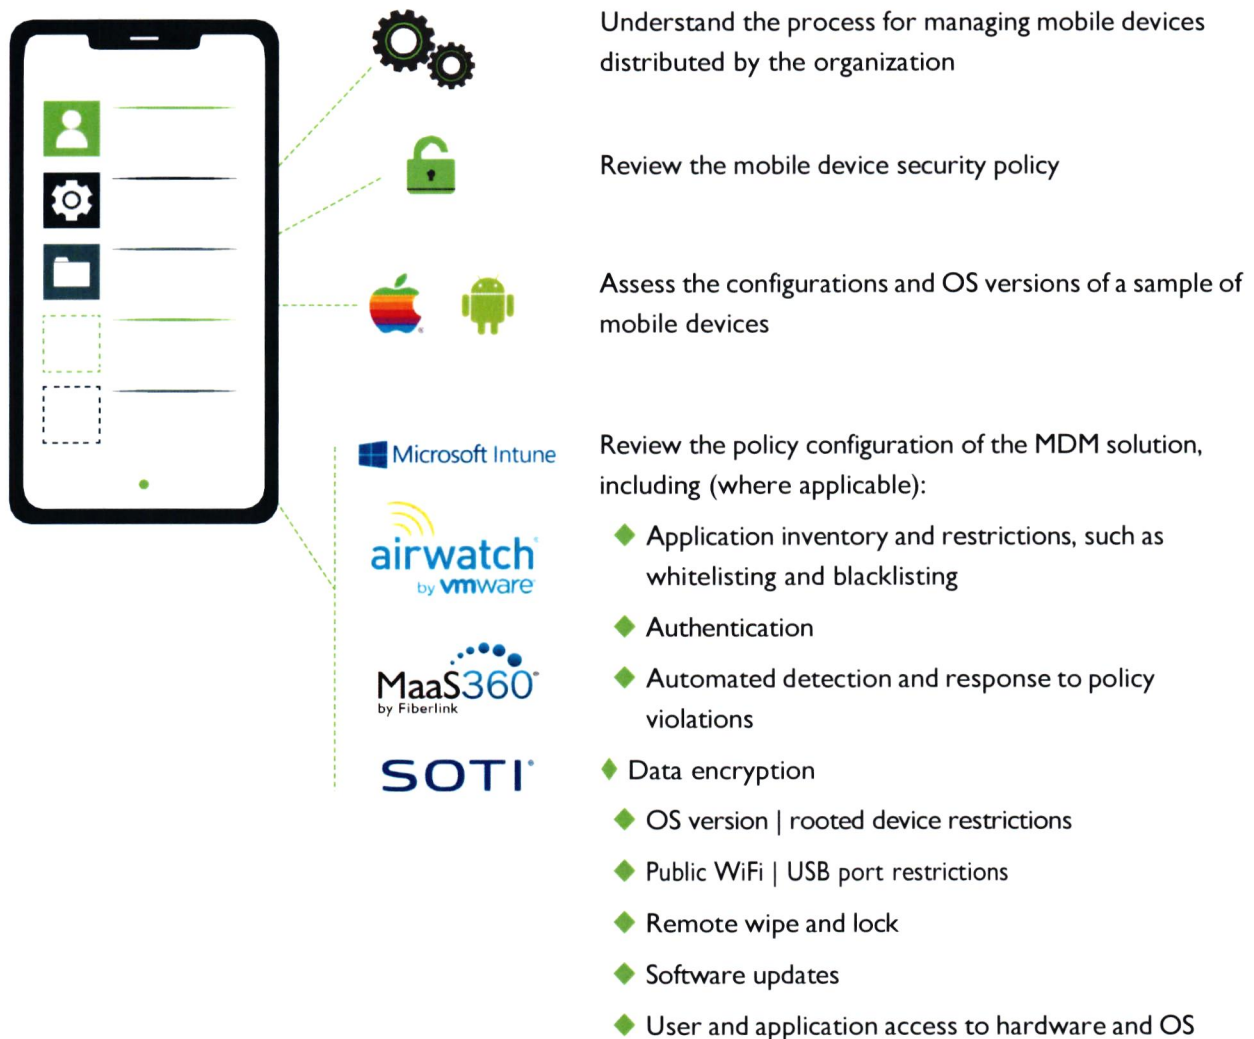 Understand the process for managing mobile devices
distributed by the organization
Review the mobile device security policy
Assess the configurations and OS versions of a sample of
mobile devices
Microsoft Intune
airwatch
by vmware
MaaS360
by Fiberlink
SOTI
Review the policy configuration of the MDM solution,
including (where applicable):
Application inventory and restrictions, such as
whitelisting and blacklisting
Authentication
Automated detection and response to policy
violations
Data encryption
OS version | rooted device restrictions
Public WiFi | USB port restrictions
Remote wipe and lock
Software updates
User and application access to hardware and OS